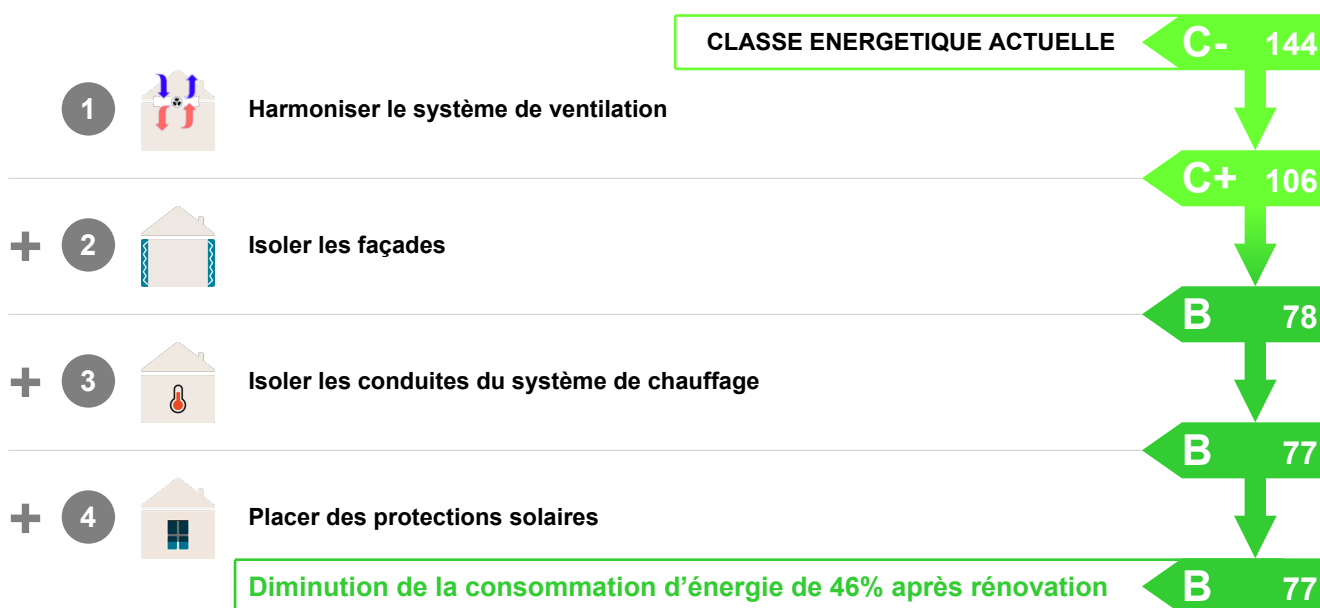 CLASSE ENERGETIQUE ACTUELLE C- 144
1 Harmoniser le système de ventilation
C+ 106
+ 2 Isoler les façades
B 78
+ 3 Isoler les conduites du système de chauffage
B 77
+ 4 Placer des protections solaires
Diminution de la consommation d’énergie de 46% après rénovation B 77